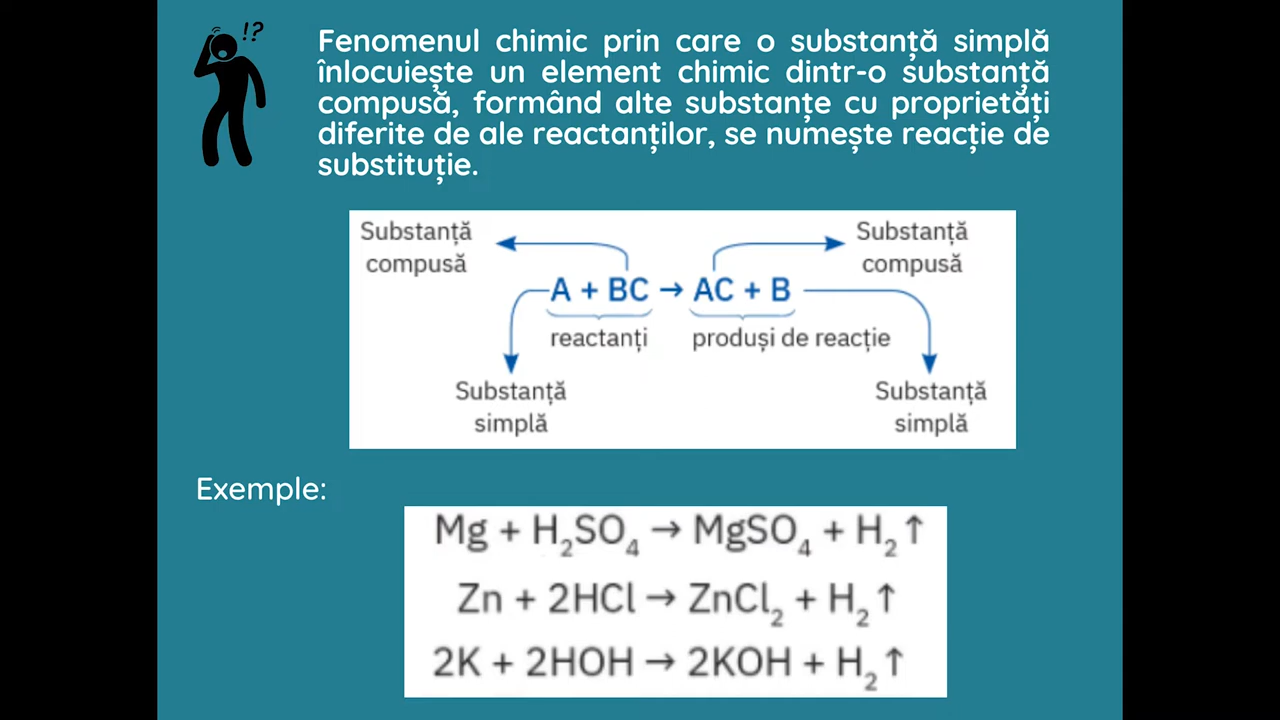 !?
Fenomenul chimic prin care o substanță simplă
înlocuiește un element chimic dintr-o substanță
compusă, formând alte substanțe cu proprietăți
diferite de ale reactanților, se numește reacție de
substituție.
Substanță
compusă
Substanță
compusă
A + BC → AC + B
reactanți
produși de reacție
Substanță
simplă
Substanță
simplă
Exemple:
Mg + H₂SO₄ → MgSO₄ + H₂↑
Zn + 2HCl → ZnCl₂ + H₂↑
2K + 2HOH → 2KOH + H₂↑